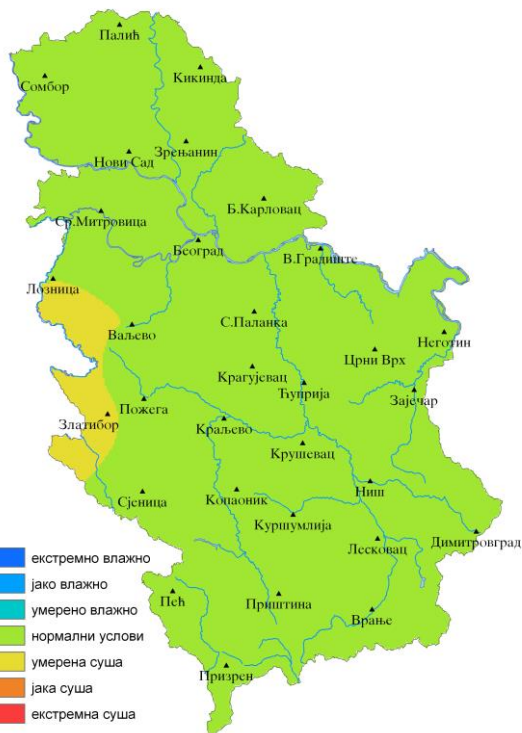 Палић
Кикинда
Сомбор
Зрењанин
Нови Сад
Б.Карловац
Ср.Митровица
Београд
В.Градиште
Лозница
С.Паланка
Ваљево
Неготин
Црни Врх
Крагујевац
Ћуприја
Зајечар
Пожега
Златибор
Краљево
Крушевац
Ниш
Сјеница
Копаоник
Куршумлија
Лесковац
Димитровград
Пећ
Приштина
Врање
Призрен
екстремно влажно
јако влажно
умерено влажно
нормални услови
умерена суша
јака суша
екстремна суша